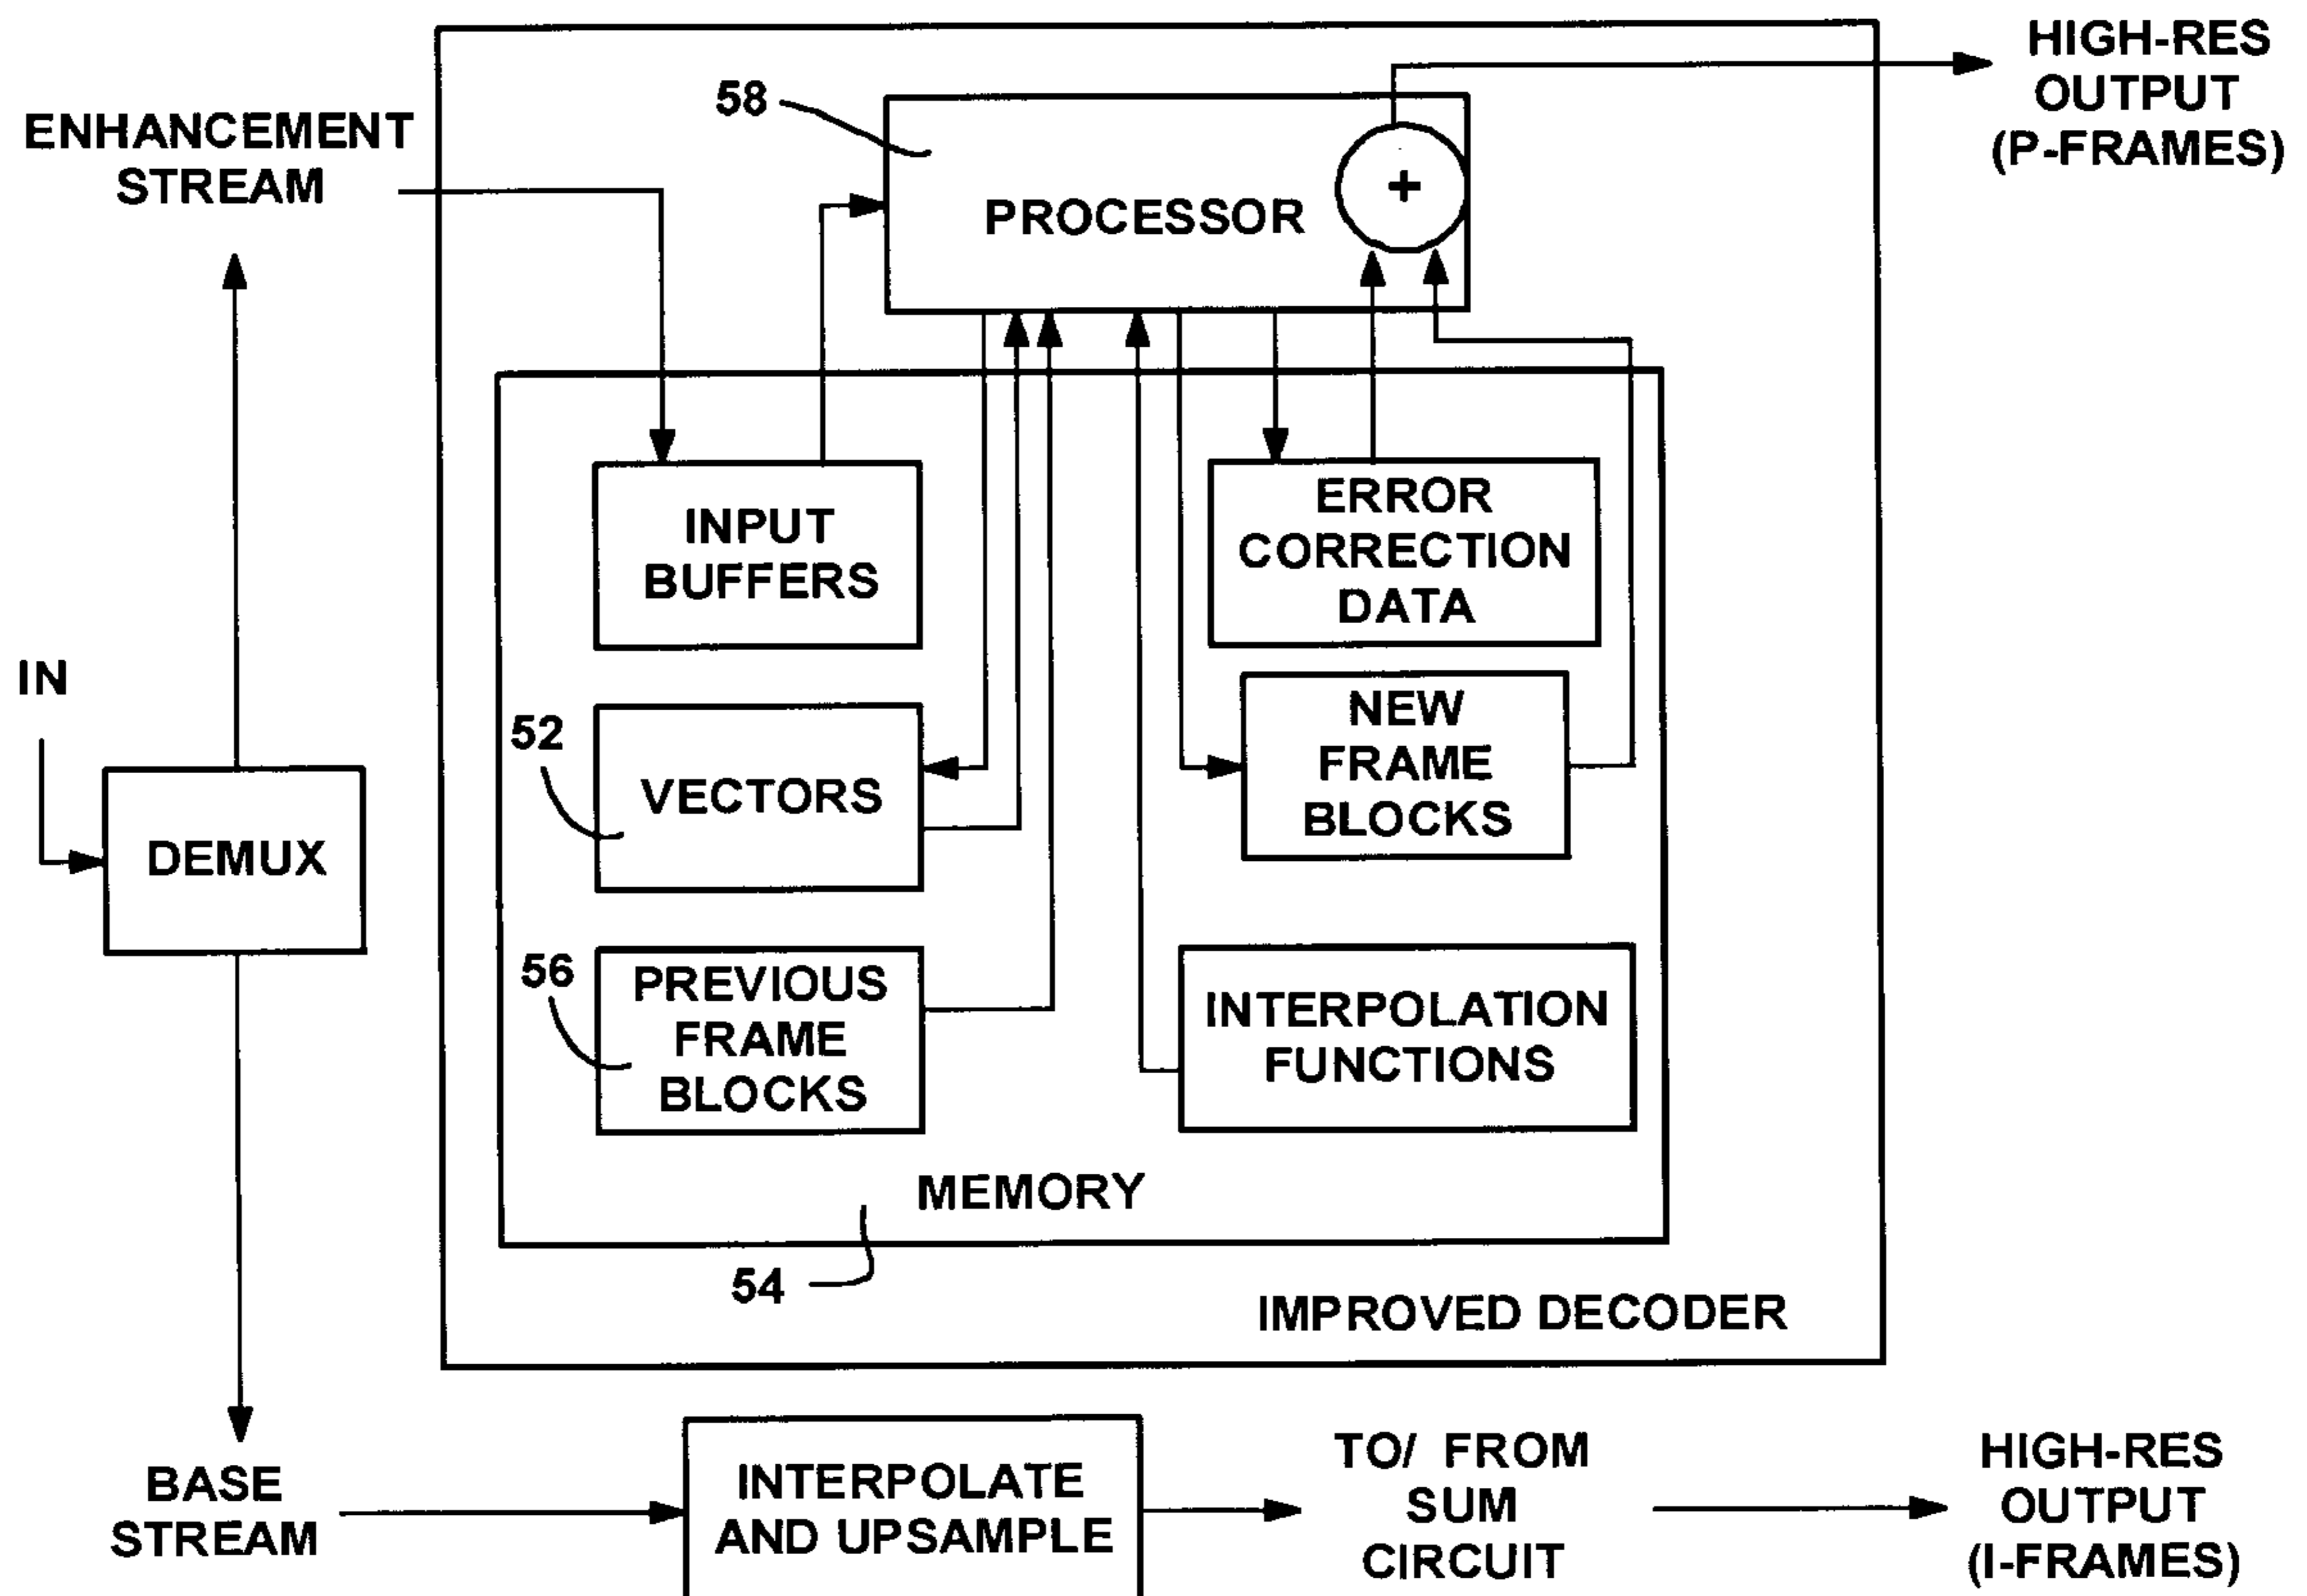 HIGH-RES
OUTPUT
(P-FRAMES)
58
ENHANCEMENT
STREAM
PROCESSOR
+
INPUT
BUFFERS
ERROR
CORRECTION
DATA
IN
52
VECTORS
NEW
FRAME
BLOCKS
DEMUX
56
PREVIOUS
FRAME
BLOCKS
INTERPOLATION
FUNCTIONS
MEMORY
54
IMPROVED DECODER
BASE
STREAM
INTERPOLATE
AND UPSAMPLE
TO/ FROM
SUM
CIRCUIT
HIGH-RES
OUTPUT
(I-FRAMES)